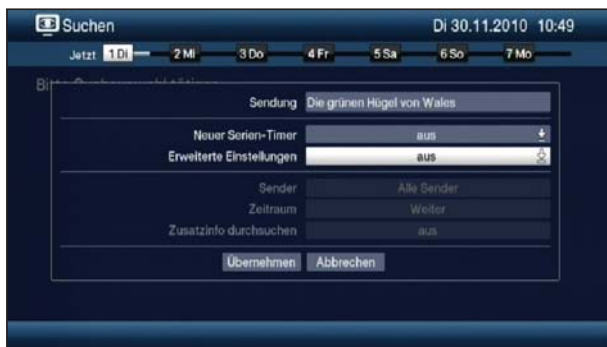 Suchen Di 30.11.2010 10:49
Jetzt 1 Di 2 Mi 3 Do 4 Fr 5 Sa 6 So 7 Mo
Sendung Die grünen Hügel von Wales
Neuer Serien-Timer aus
Erweiterte Einstellungen aus
Sender Alle Sender
Zeitraum Weiter
Zusatzinfo durchsuchen aus
Übernehmen Abbrechen